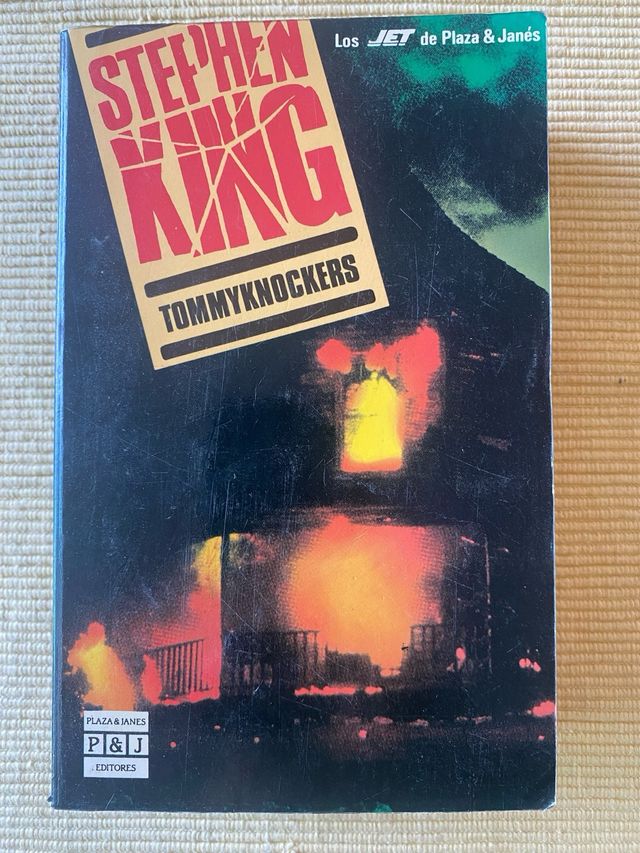 Los JET de Plaza & Janés
STEPHEN
KING
TOMMYKNOCKERS
PLAZA & JANES
P & J
EDITORES